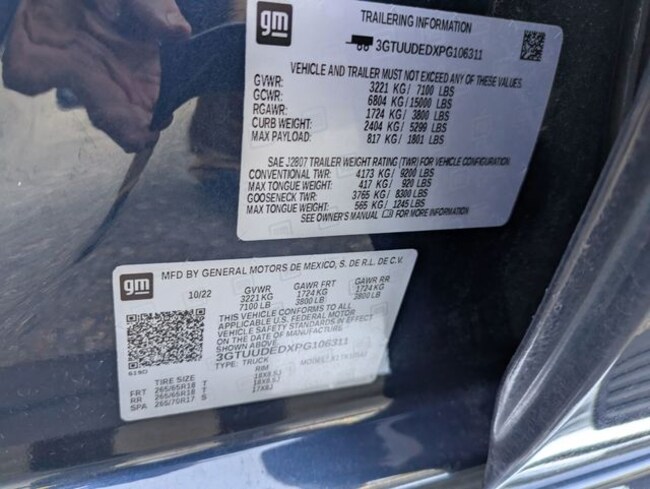 gm
TRAILERING INFORMATION
3GTUUDEDXPG106311
VEHICLE AND TRAILER MUST NOT EXCEED ANY OF THESE VALUES.
GVWR: 3221 KG/ 7100 LBS
GCWR: 6804 KG/15000 LBS
RGAWR: 1724 KG/ 3800 LBS
CURB WEIGHT: 2404 KG/ 5299 LBS
MAX PAYLOAD: 817 KG/ 1801 LBS
SAE J2807 TRAILER WEIGHT RATING (TWR) FOR VEHICLE CONFIGURATION
CONVENTIONAL TWR: 4173 KG/ 9200 LBS
MAX TONGUE WEIGHT: 417 KG/ 920 LBS
GOOSENECK TWR: 3765 KG/ 8300 LBS
MAX TONGUE WEIGHT: 565 KG/ 1245 LBS
SEE OWNER'S MANUAL FOR MORE INFORMATION
gm
MFD BY GENERAL MOTORS DE MEXICO, S. DE R.L. DE C.V.
10/22 GVWR GAWR FRT GAWR RR
3221 KG 1724 KG 1724 KG
7100 LB 3800 LB 3800 LB
THIS VEHICLE CONFORMS TO ALL
APPLICABLE U.S. FEDERAL MOTOR
VEHICLE SAFETY STANDARDS IN EFFECT
ON THE DATE OF MANUFACTURE
SHOWN ABOVE.
3GTUUDEDXPG106311
TYPE: TRUCK MODEL:
TIRE SIZE RIM
FRT 265/65R18 T 18X8.5J
RR 265/65R18 T 18X8.5J
SPA 265/70R17 S 17X8J